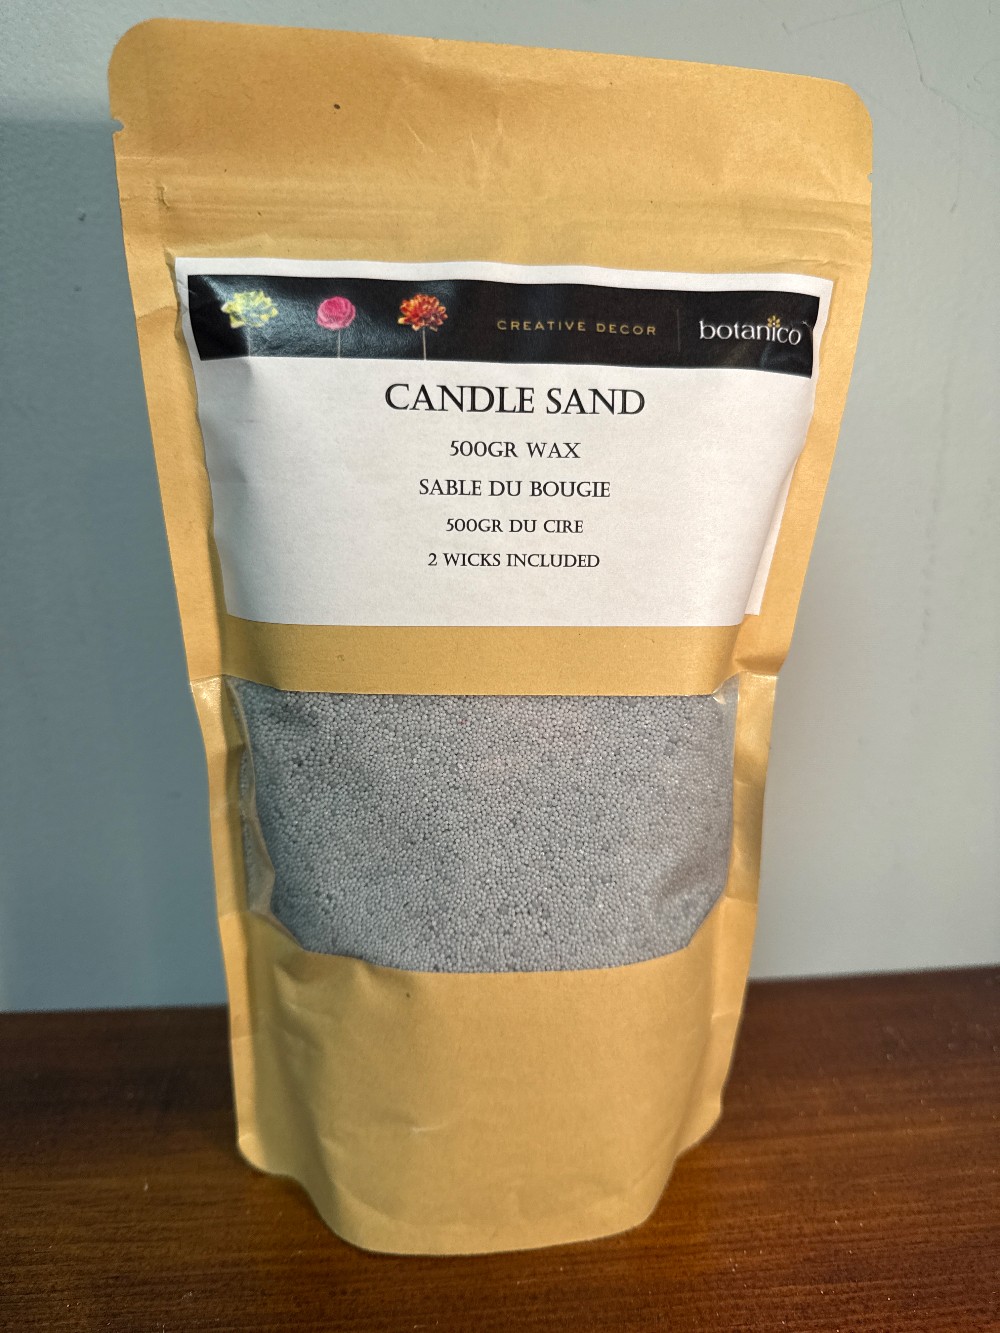 CREATIVE DECOR botanico
CANDLE SAND
500GR WAX
SABLE DU BOUGIE
500GR DU CIRE
2 WICKS INCLUDED